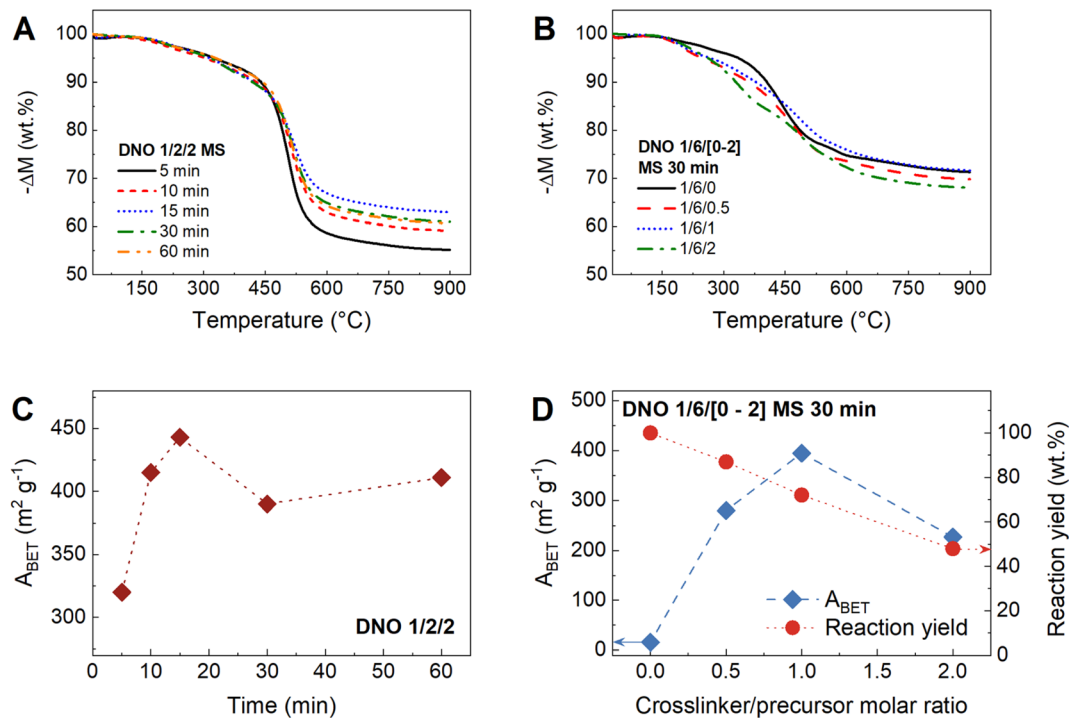 A
100
90
80
70
60
50
-ΔM (wt.%)
DNO 1/2/2 MS
5 min
10 min
15 min
30 min
60 min
150 300 450 600 750 900
Temperature (°C)
B
100
90
80
70
60
50
-ΔM (wt.%)
DNO 1/6/[0-2]
MS 30 min
1/6/0
1/6/0.5
1/6/1
1/6/2
150 300 450 600 750 900
Temperature (°C)
C
450
400
350
300
A_BET (m² g⁻¹)
DNO 1/2/2
0 10 20 30 40 50 60
Time (min)
D
DNO 1/6/[0 - 2] MS 30 min
500
400
300
200
100
0
A_BET (m² g⁻¹)
100
80
60
40
20
0
Reaction yield (wt.%)
A_BET
Reaction yield
0.0 0.5 1.0 1.5 2.0
Crosslinker/precursor molar ratio